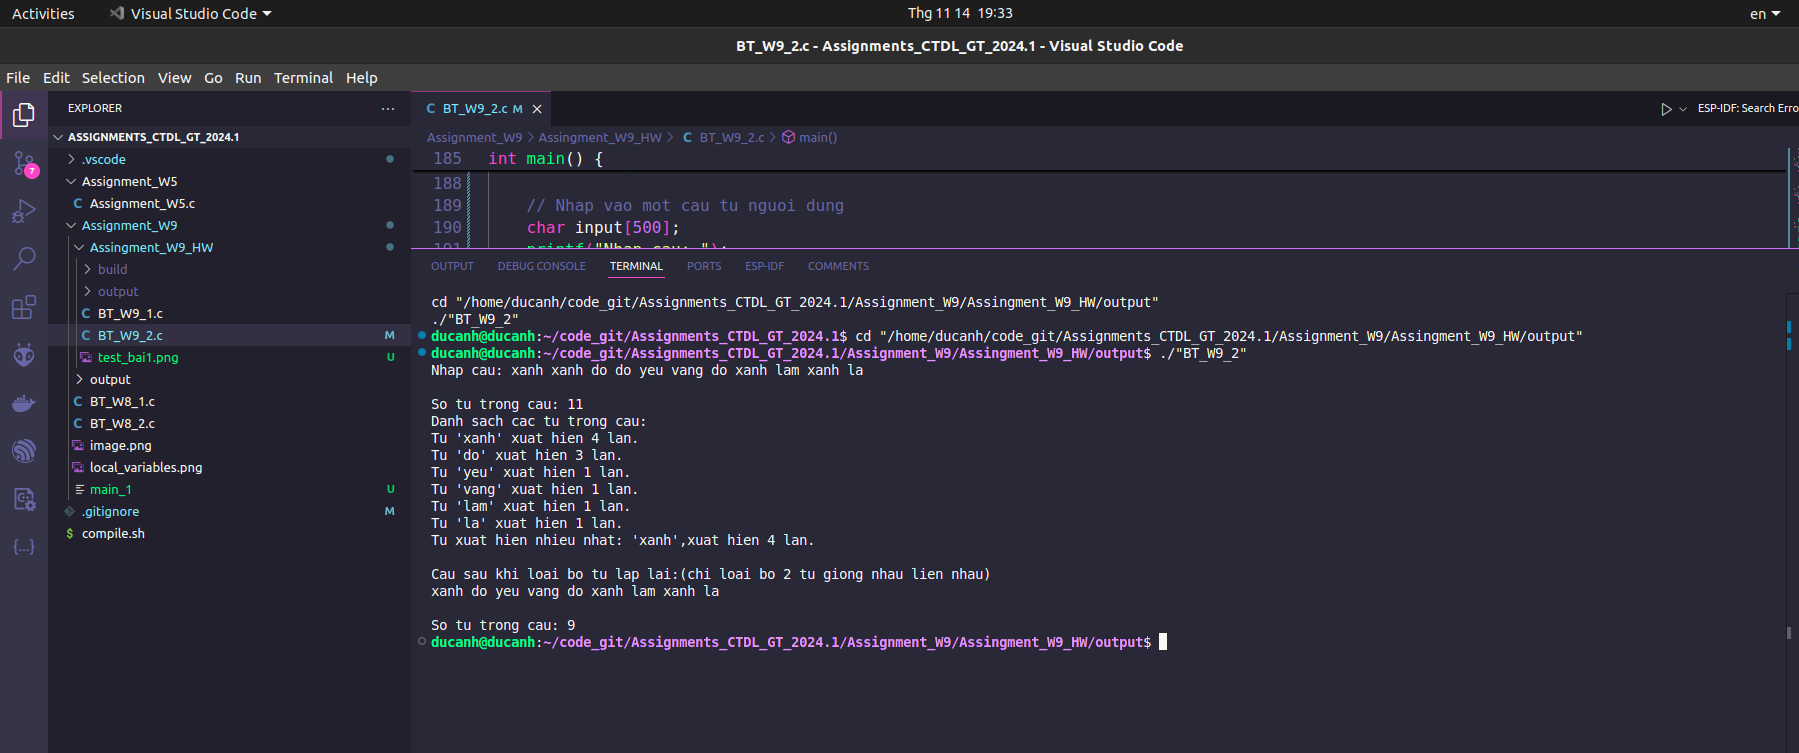 Activities Visual Studio Code Thg 11 14 19:33 en
BT_W9_2.c - Assignments_CTDL_GT_2024.1 - Visual Studio Code
File Edit Selection View Go Run Terminal Help
EXPLORER ···
ASSIGNMENTS_CTDL_GT_2024.1
.vscode
Assignment_W5
C Assignment_W5.c
Assignment_W9
Assingment_W9_HW
build
output
C BT_W9_1.c
C BT_W9_2.c M
test_bai1.png U
output
C BT_W8_1.c
C BT_W8_2.c
image.png
local_variables.png
main_1 U
.gitignore M
$ compile.sh
7
C BT_W9_2.c M
ESP-IDF: Search Erro
Assignment_W9 > Assingment_W9_HW > C BT_W9_2.c > main()
185 int main() {
188
189 // Nhap vao mot cau tu nguoi dung
190 char input[500];
191 printf("Nhap cau: ");
OUTPUT DEBUG CONSOLE TERMINAL PORTS ESP-IDF COMMENTS
cd "/home/ducanh/code_git/Assignments_CTDL_GT_2024.1/Assignment_W9/Assingment_W9_HW/output"
./"BT_W9_2"
ducanh@ducanh:~/code_git/Assignments_CTDL_GT_2024.1$ cd "/home/ducanh/code_git/Assignments_CTDL_GT_2024.1/Assignment_W9/Assingment_W9_HW/output"
ducanh@ducanh:~/code_git/Assignments_CTDL_GT_2024.1/Assignment_W9/Assingment_W9_HW/output$ ./"BT_W9_2"
Nhap cau: xanh xanh do do yeu vang do xanh lam xanh la
So tu trong cau: 11
Danh sach cac tu trong cau:
Tu 'xanh' xuat hien 4 lan.
Tu 'do' xuat hien 3 lan.
Tu 'yeu' xuat hien 1 lan.
Tu 'vang' xuat hien 1 lan.
Tu 'lam' xuat hien 1 lan.
Tu 'la' xuat hien 1 lan.
Tu xuat hien nhieu nhat: 'xanh',xuat hien 4 lan.
Cau sau khi loai bo tu lap lai:(chi loai bo 2 tu giong nhau lien nhau)
xanh do yeu vang do xanh lam xanh la
So tu trong cau: 9
ducanh@ducanh:~/code_git/Assignments_CTDL_GT_2024.1/Assignment_W9/Assingment_W9_HW/output$